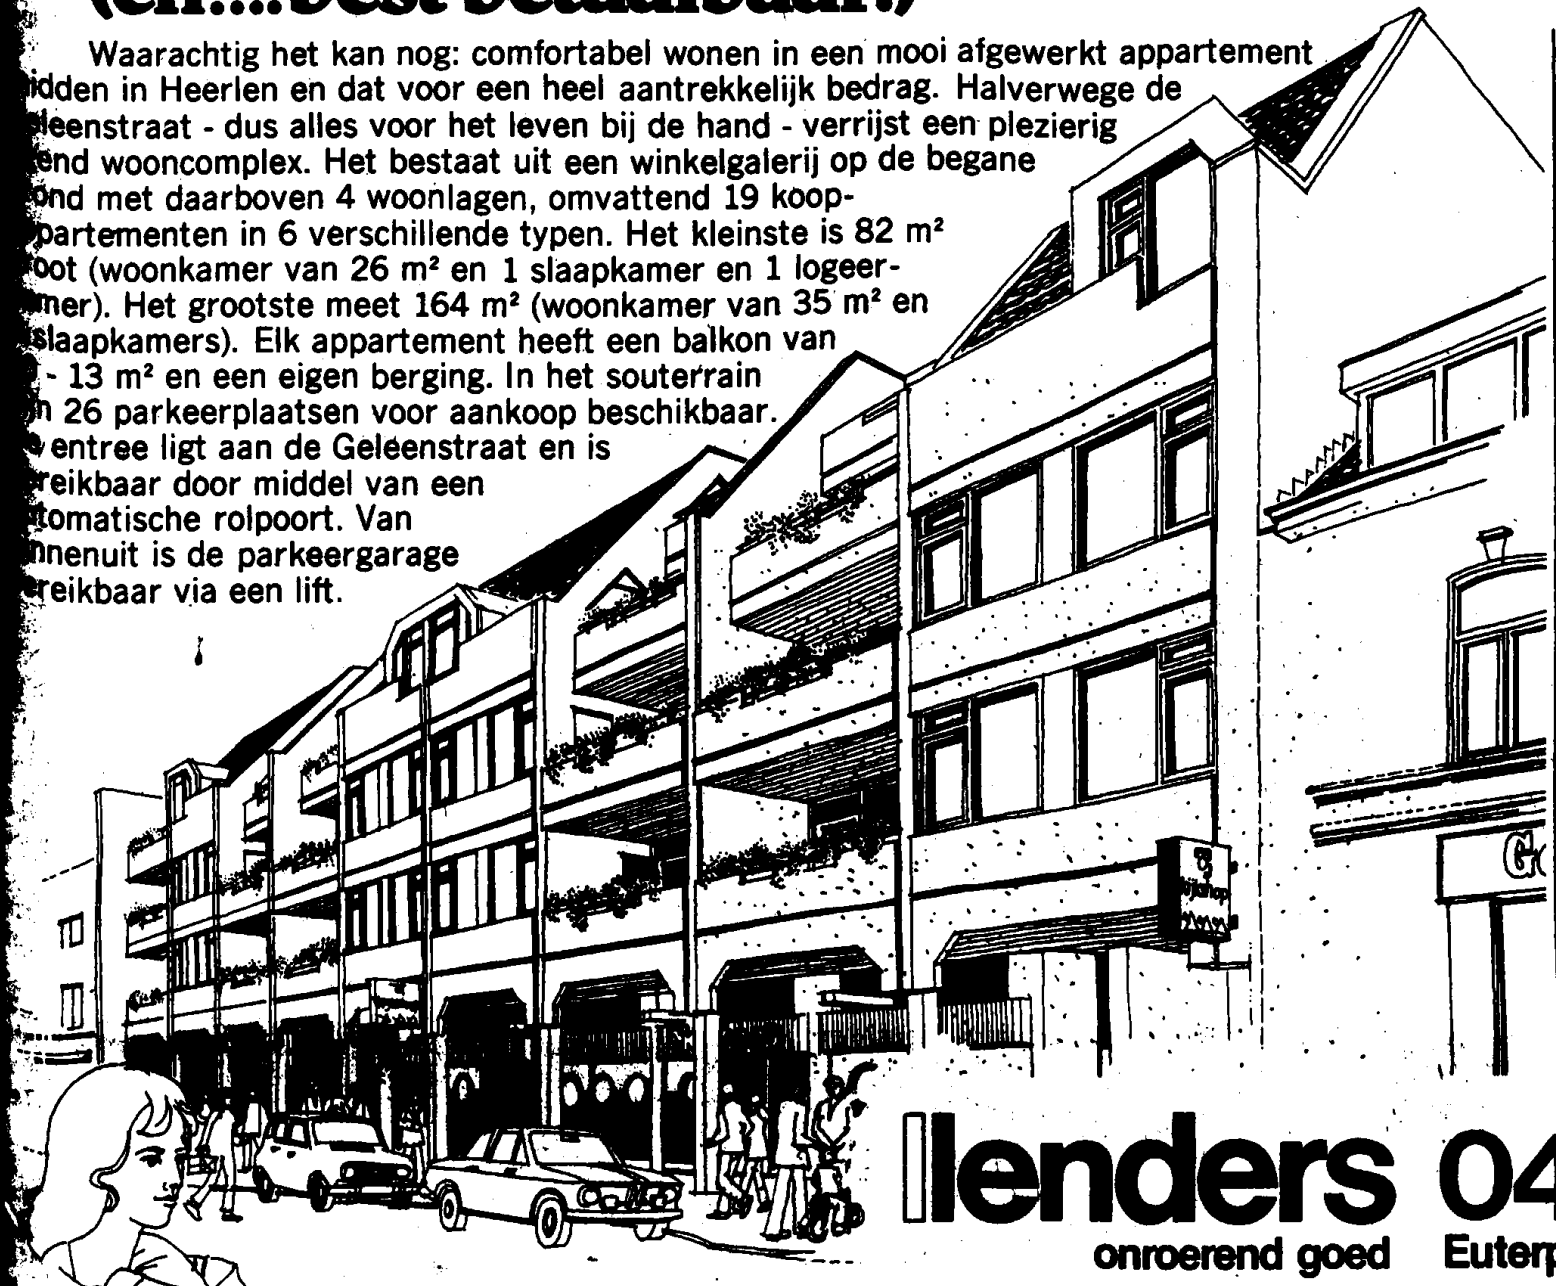 (en....best betaalbaar!)
Waarachtig het kan nog: comfortabel wonen in een mooi afgewerkt appartement
idden in Heerlen en dat voor een heel aantrekkelijk bedrag. Halverwege de
leenstraat - dus alles voor het leven bij de hand - verrijst een plezierig
end wooncomplex. Het bestaat uit een winkelgalerij op de begane
ond met daarboven 4 woonlagen, omvattend 19 koop-
partementen in 6 verschillende typen. Het kleinste is 82 m²
oot (woonkamer van 26 m² en 1 slaapkamer en 1 logeer-
mer). Het grootste meet 164 m² (woonkamer van 35 m² en
slaapkamers). Elk appartement heeft een balkon van
- 13 m² en een eigen berging. In het souterrain
n 26 parkeerplaatsen voor aankoop beschikbaar.
entree ligt aan de Geleenstraat en is
reikbaar door middel van een
tomatische rolpoort. Van
nnenuit is de parkeergarage
reikbaar via een lift.
lenders 04
onroerend goed Euterp